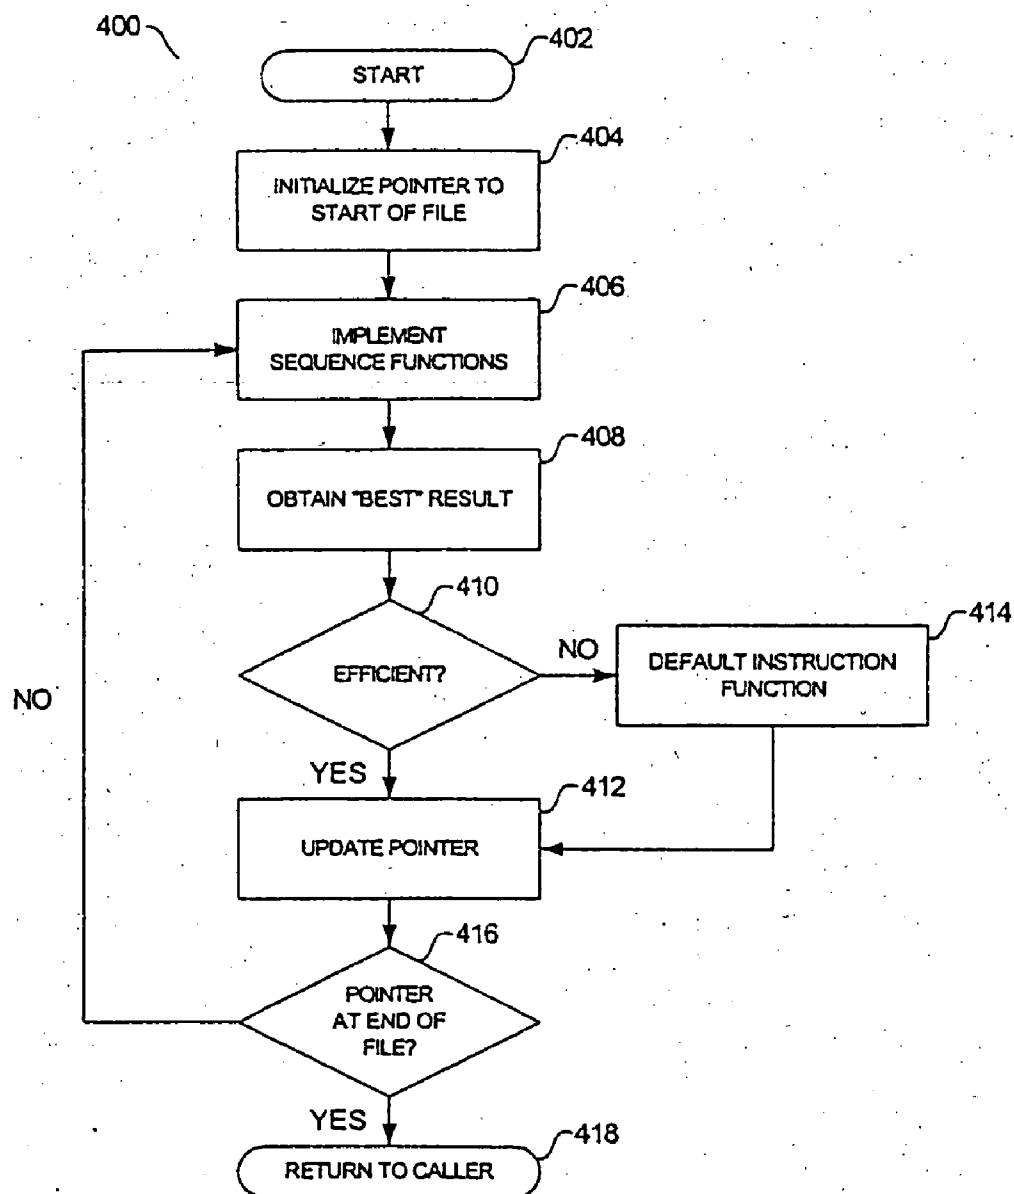 400
402
START
404
INITIALIZE POINTER TO
START OF FILE
406
IMPLEMENT
SEQUENCE FUNCTIONS
408
OBTAIN "BEST" RESULT
410
EFFICIENT?
NO
414
DEFAULT INSTRUCTION
FUNCTION
NO
YES
412
UPDATE POINTER
416
POINTER
AT END OF
FILE?
YES
418
RETURN TO CALLER